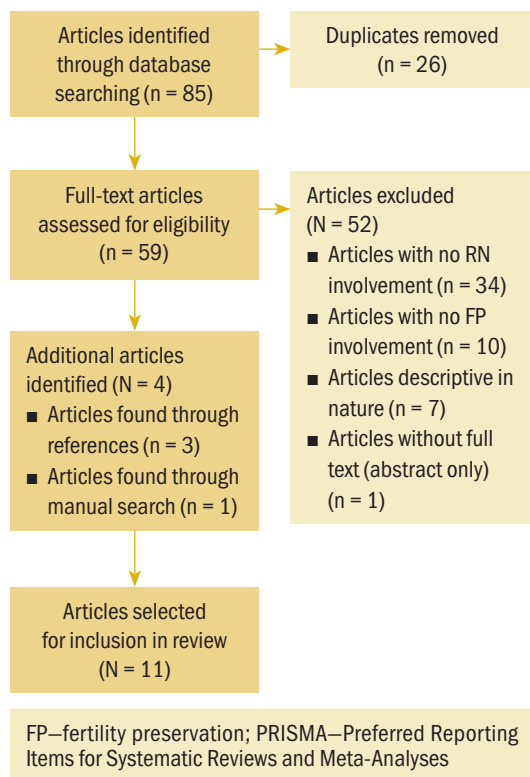 Articles identified
through database
searching (n = 85)
Duplicates removed
(n = 26)
Full-text articles
assessed for eligibility
(n = 59)
Articles excluded
(N = 52)
■ Articles with no RN
involvement (n = 34)
■ Articles with no FP
involvement (n = 10)
■ Articles descriptive in
nature (n = 7)
■ Articles without full
text (abstract only)
(n = 1)
Additional articles
identified (N = 4)
■ Articles found through
references (n = 3)
■ Articles found through
manual search (n = 1)
Articles selected
for inclusion in review
(N = 11)
FP—fertility preservation; PRISMA—Preferred Reporting
Items for Systematic Reviews and Meta-Analyses